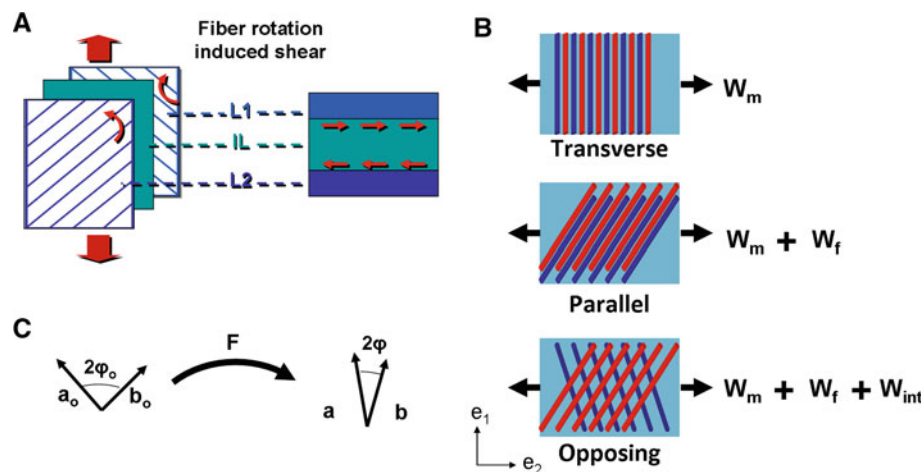 A
Fiber rotation
induced shear
L1
IL
L2
B
Wm
Transverse
Wm + Wf
Parallel
Wm + Wf + Wint
Opposing
e1
e2
C
2φo
ao
bo
F
2φ
a
b